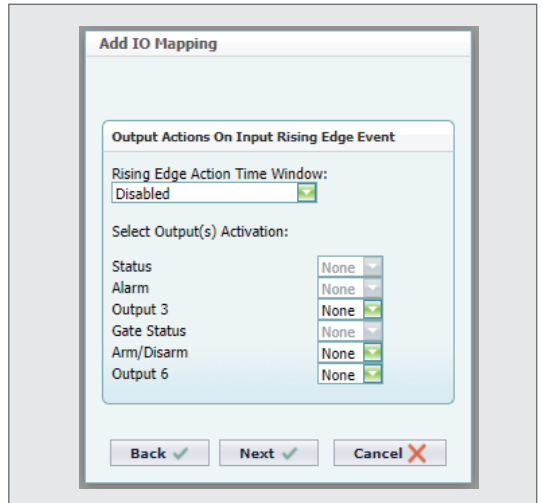 Add IO Mapping
Output Actions On Input Rising Edge Event
Rising Edge Action Time Window:
Disabled
Select Output(s) Activation:
Status None
Alarm None
Output 3 None
Gate Status None
Arm/Disarm None
Output 6 None
Back Next Cancel